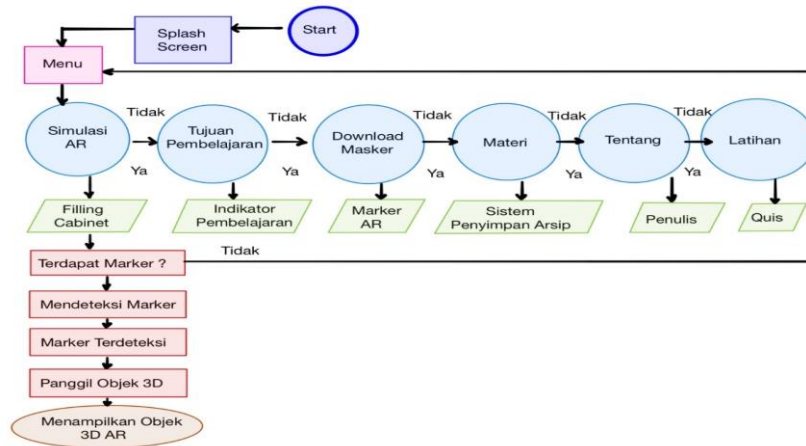 Start
Splash
Screen
Menu
Simulasi
AR
Tidak
Ya
Tujuan
Pembelajaran
Tidak
Ya
Download
Masker
Tidak
Ya
Materi
Tidak
Ya
Tentang
Tidak
Ya
Latihan
Filling
Cabinet
Indikator
Pembelajaran
Marker
AR
Sistem
Penyimpan Arsip
Penulis
Quis
Terdapat Marker ?
Tidak
Mendeteksi Marker
Marker Terdeteksi
Panggil Objek 3D
Menampilkan Objek
3D AR